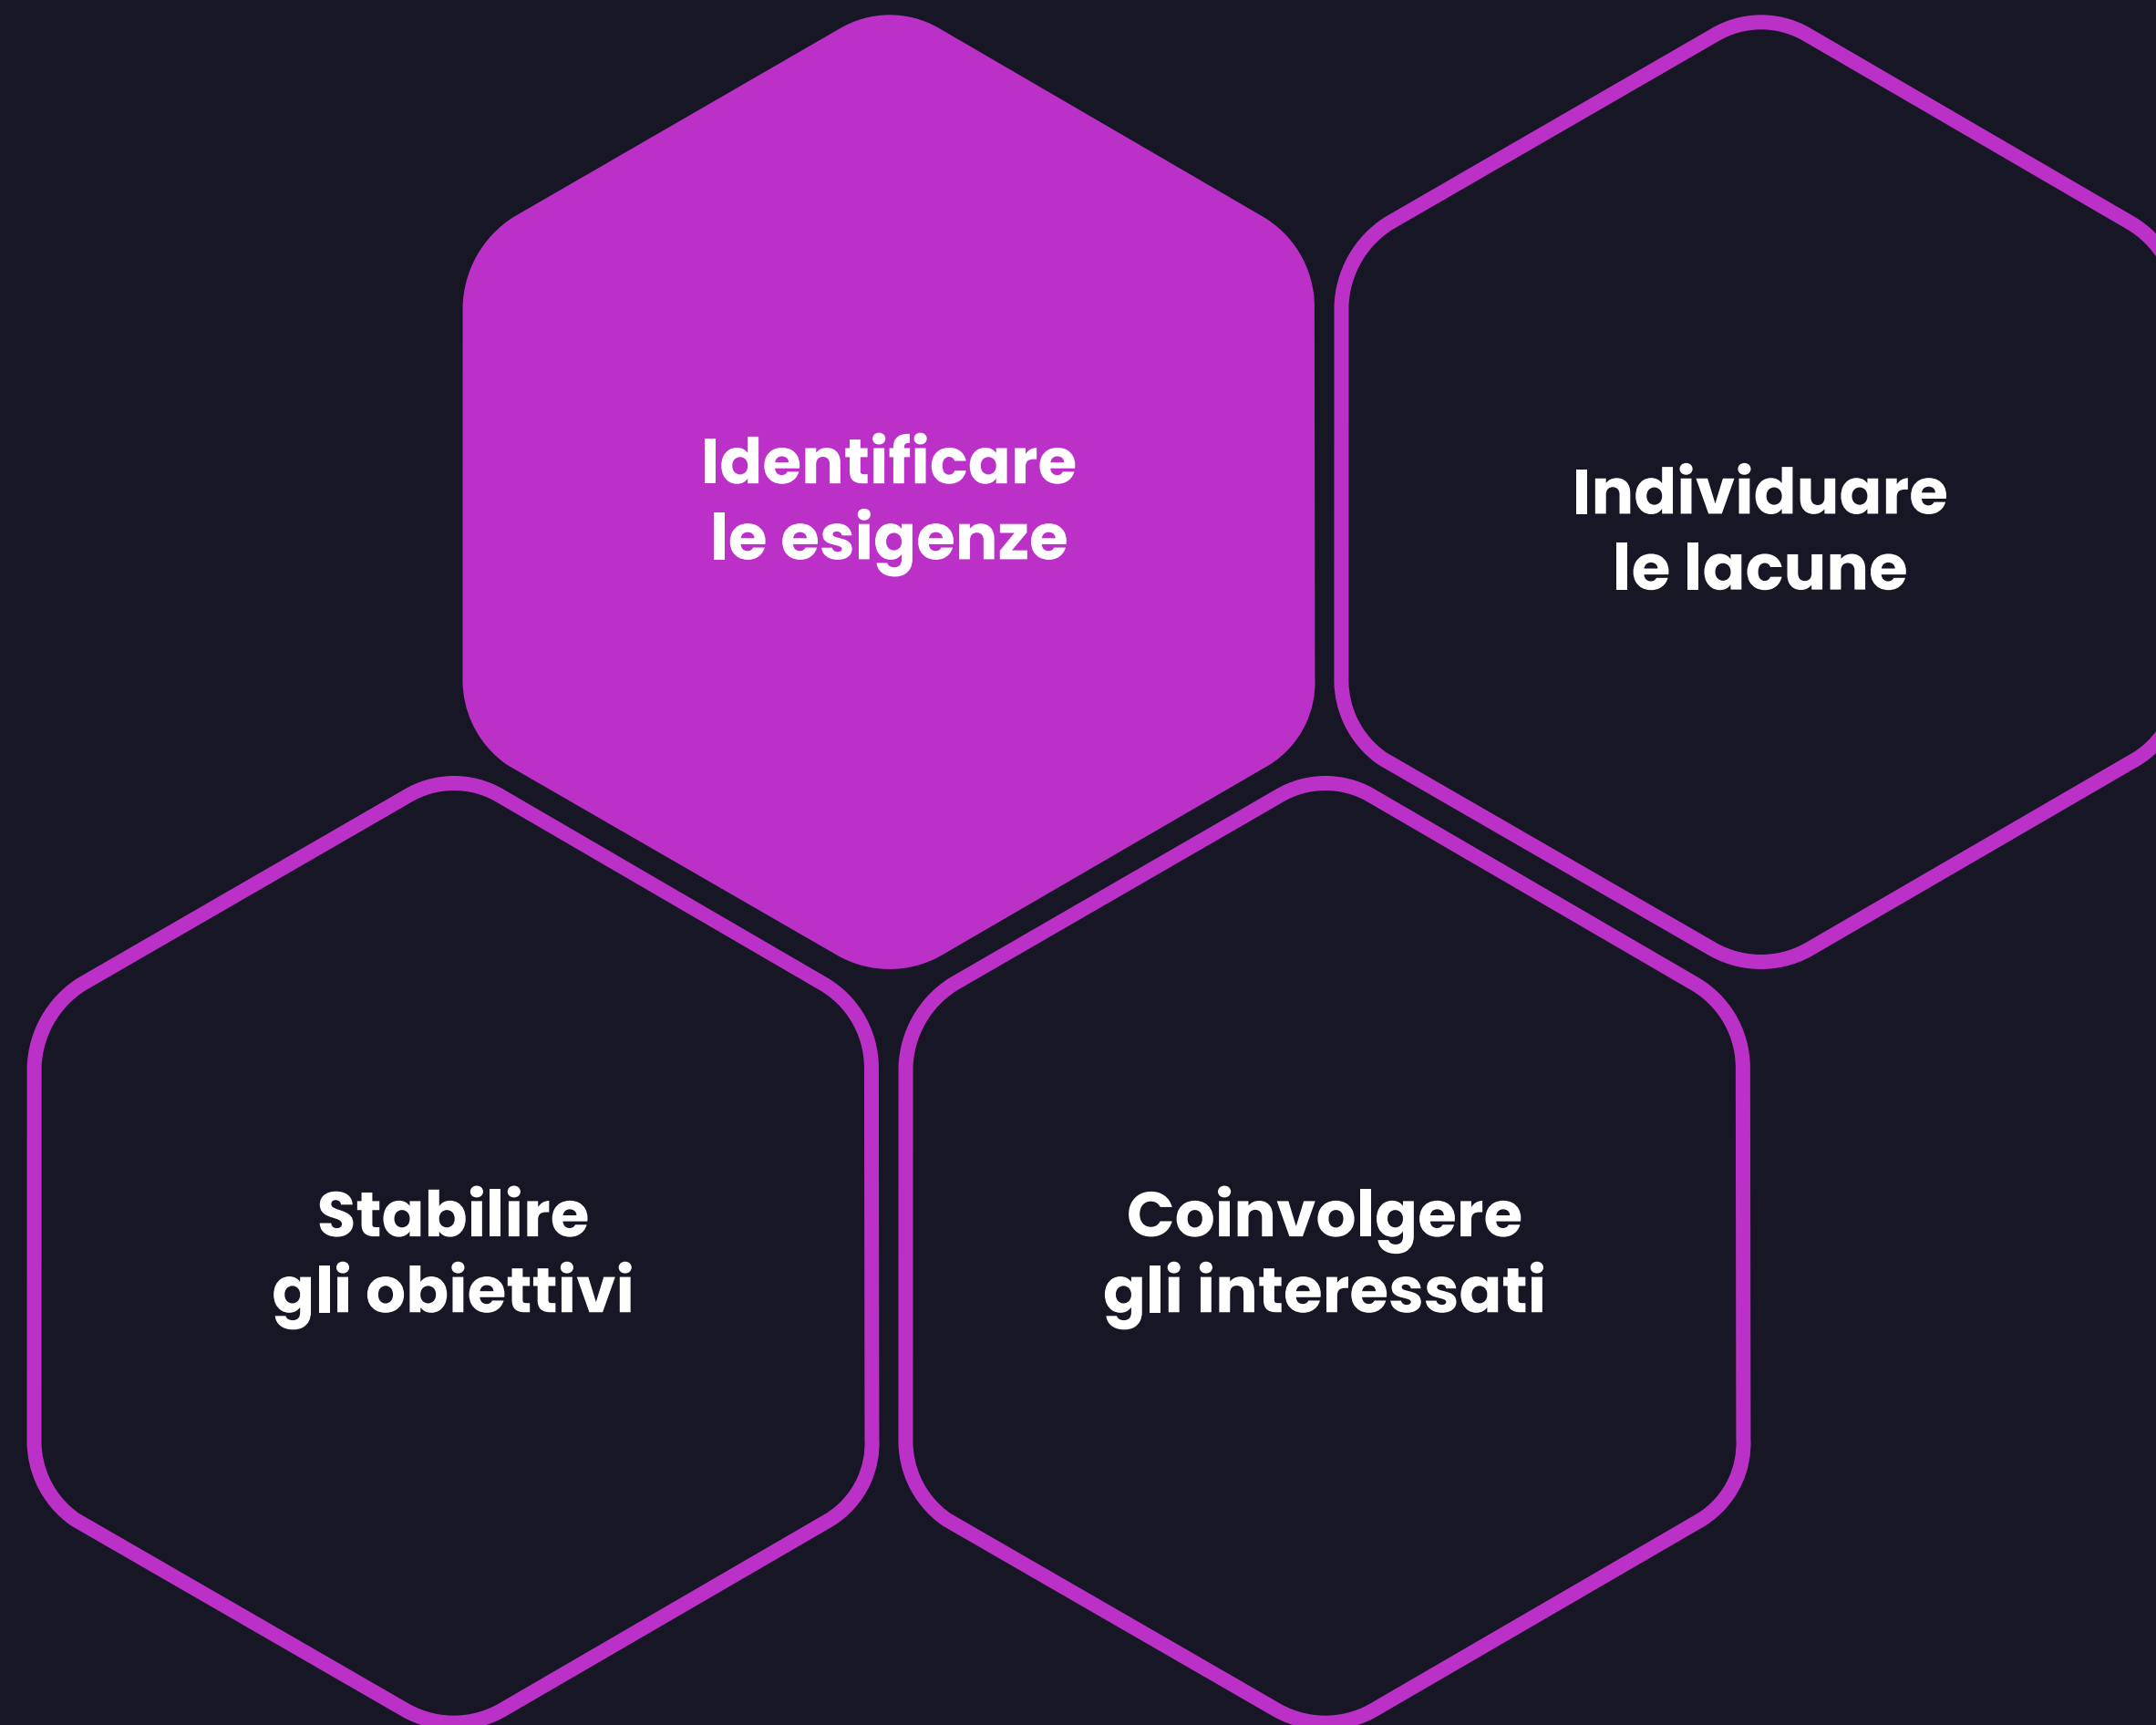 Identificare
le esigenze
Individuare
le lacune
Stabilire
gli obiettivi
Coinvolgere
gli interessati